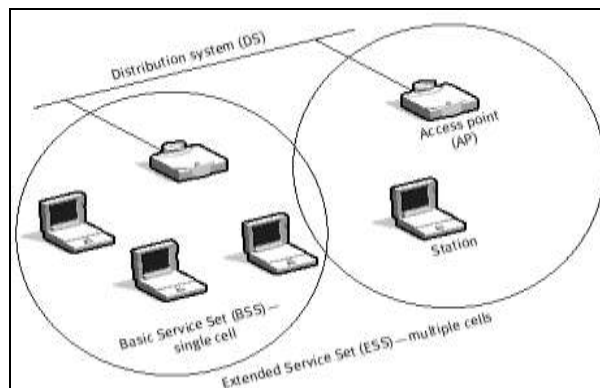 Distribution system (DS)
Access point
(AP)
Station
Basic Service Set (BSS)—
single cell
Extended Service Set (ESS)—multiple cells